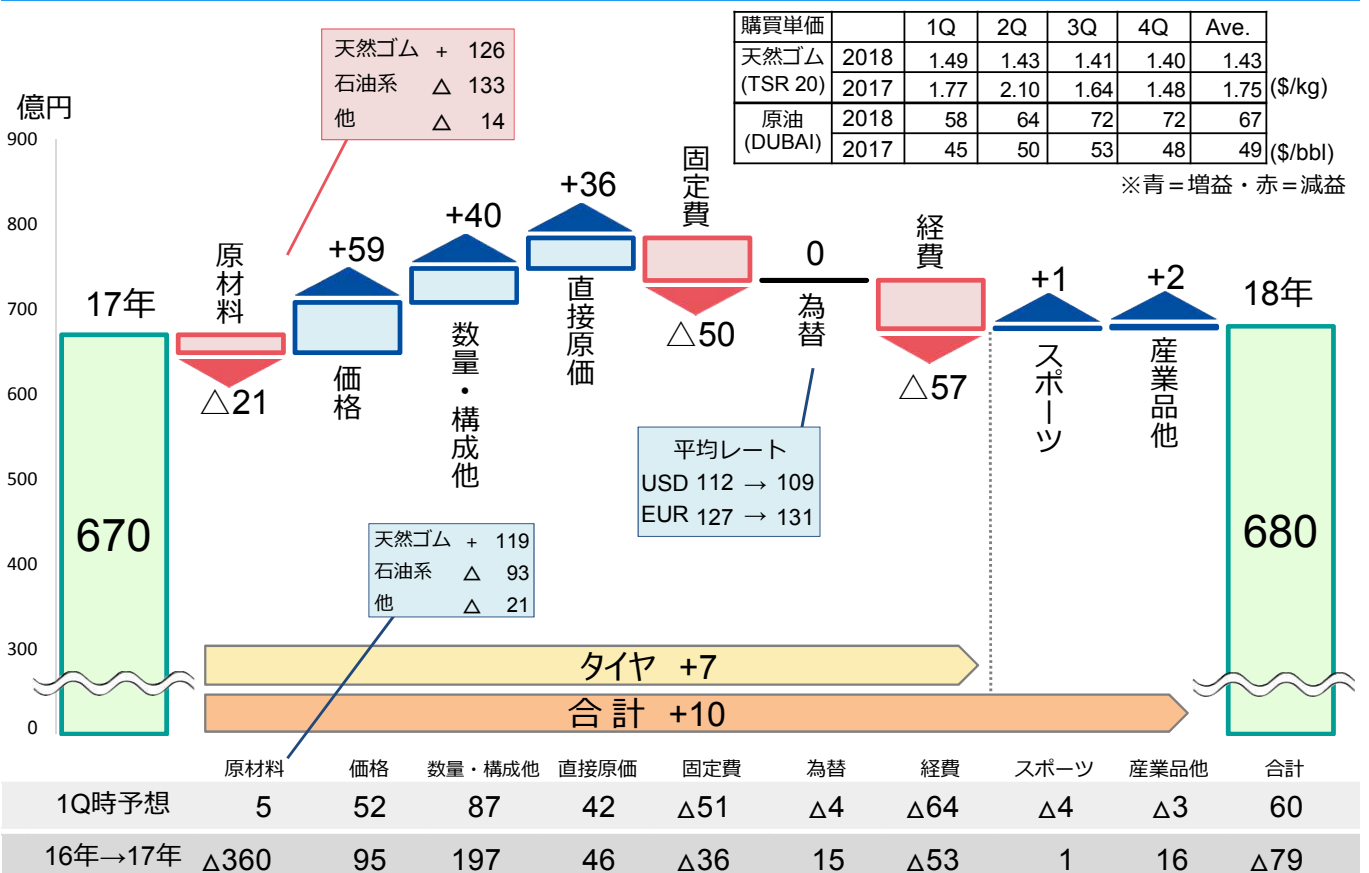 購買単価 1Q 2Q 3Q 4Q Ave.
天然ゴム (TSR 20) 2018 1.49 1.43 1.41 1.40 1.43
2017 1.77 2.10 1.64 1.48 1.75 ($/kg)
原油 (DUBAI) 2018 58 64 72 72 67
2017 45 50 53 48 49 ($/bbl)
※青＝増益・赤＝減益
天然ゴム + 126
石油系 △ 133
他 △ 14
億円
900
800
700
600
500
400
300
0
17年
670
原材料
△21
+59
価格
+40
数量・構成他
+36
直接原価
固定費
△50
0
為替
経費
△57
+1
スポーツ
+2
産業品他
18年
680
平均レート
USD 112 → 109
EUR 127 → 131
天然ゴム + 119
石油系 △ 93
他 △ 21
タイヤ +7
合計 +10
原材料 価格 数量・構成他 直接原価 固定費 為替 経費 スポーツ 産業品他 合計
1Q時予想 5 52 87 42 △51 △4 △64 △4 △3 60
16年→17年 △360 95 197 46 △36 15 △53 1 16 △79